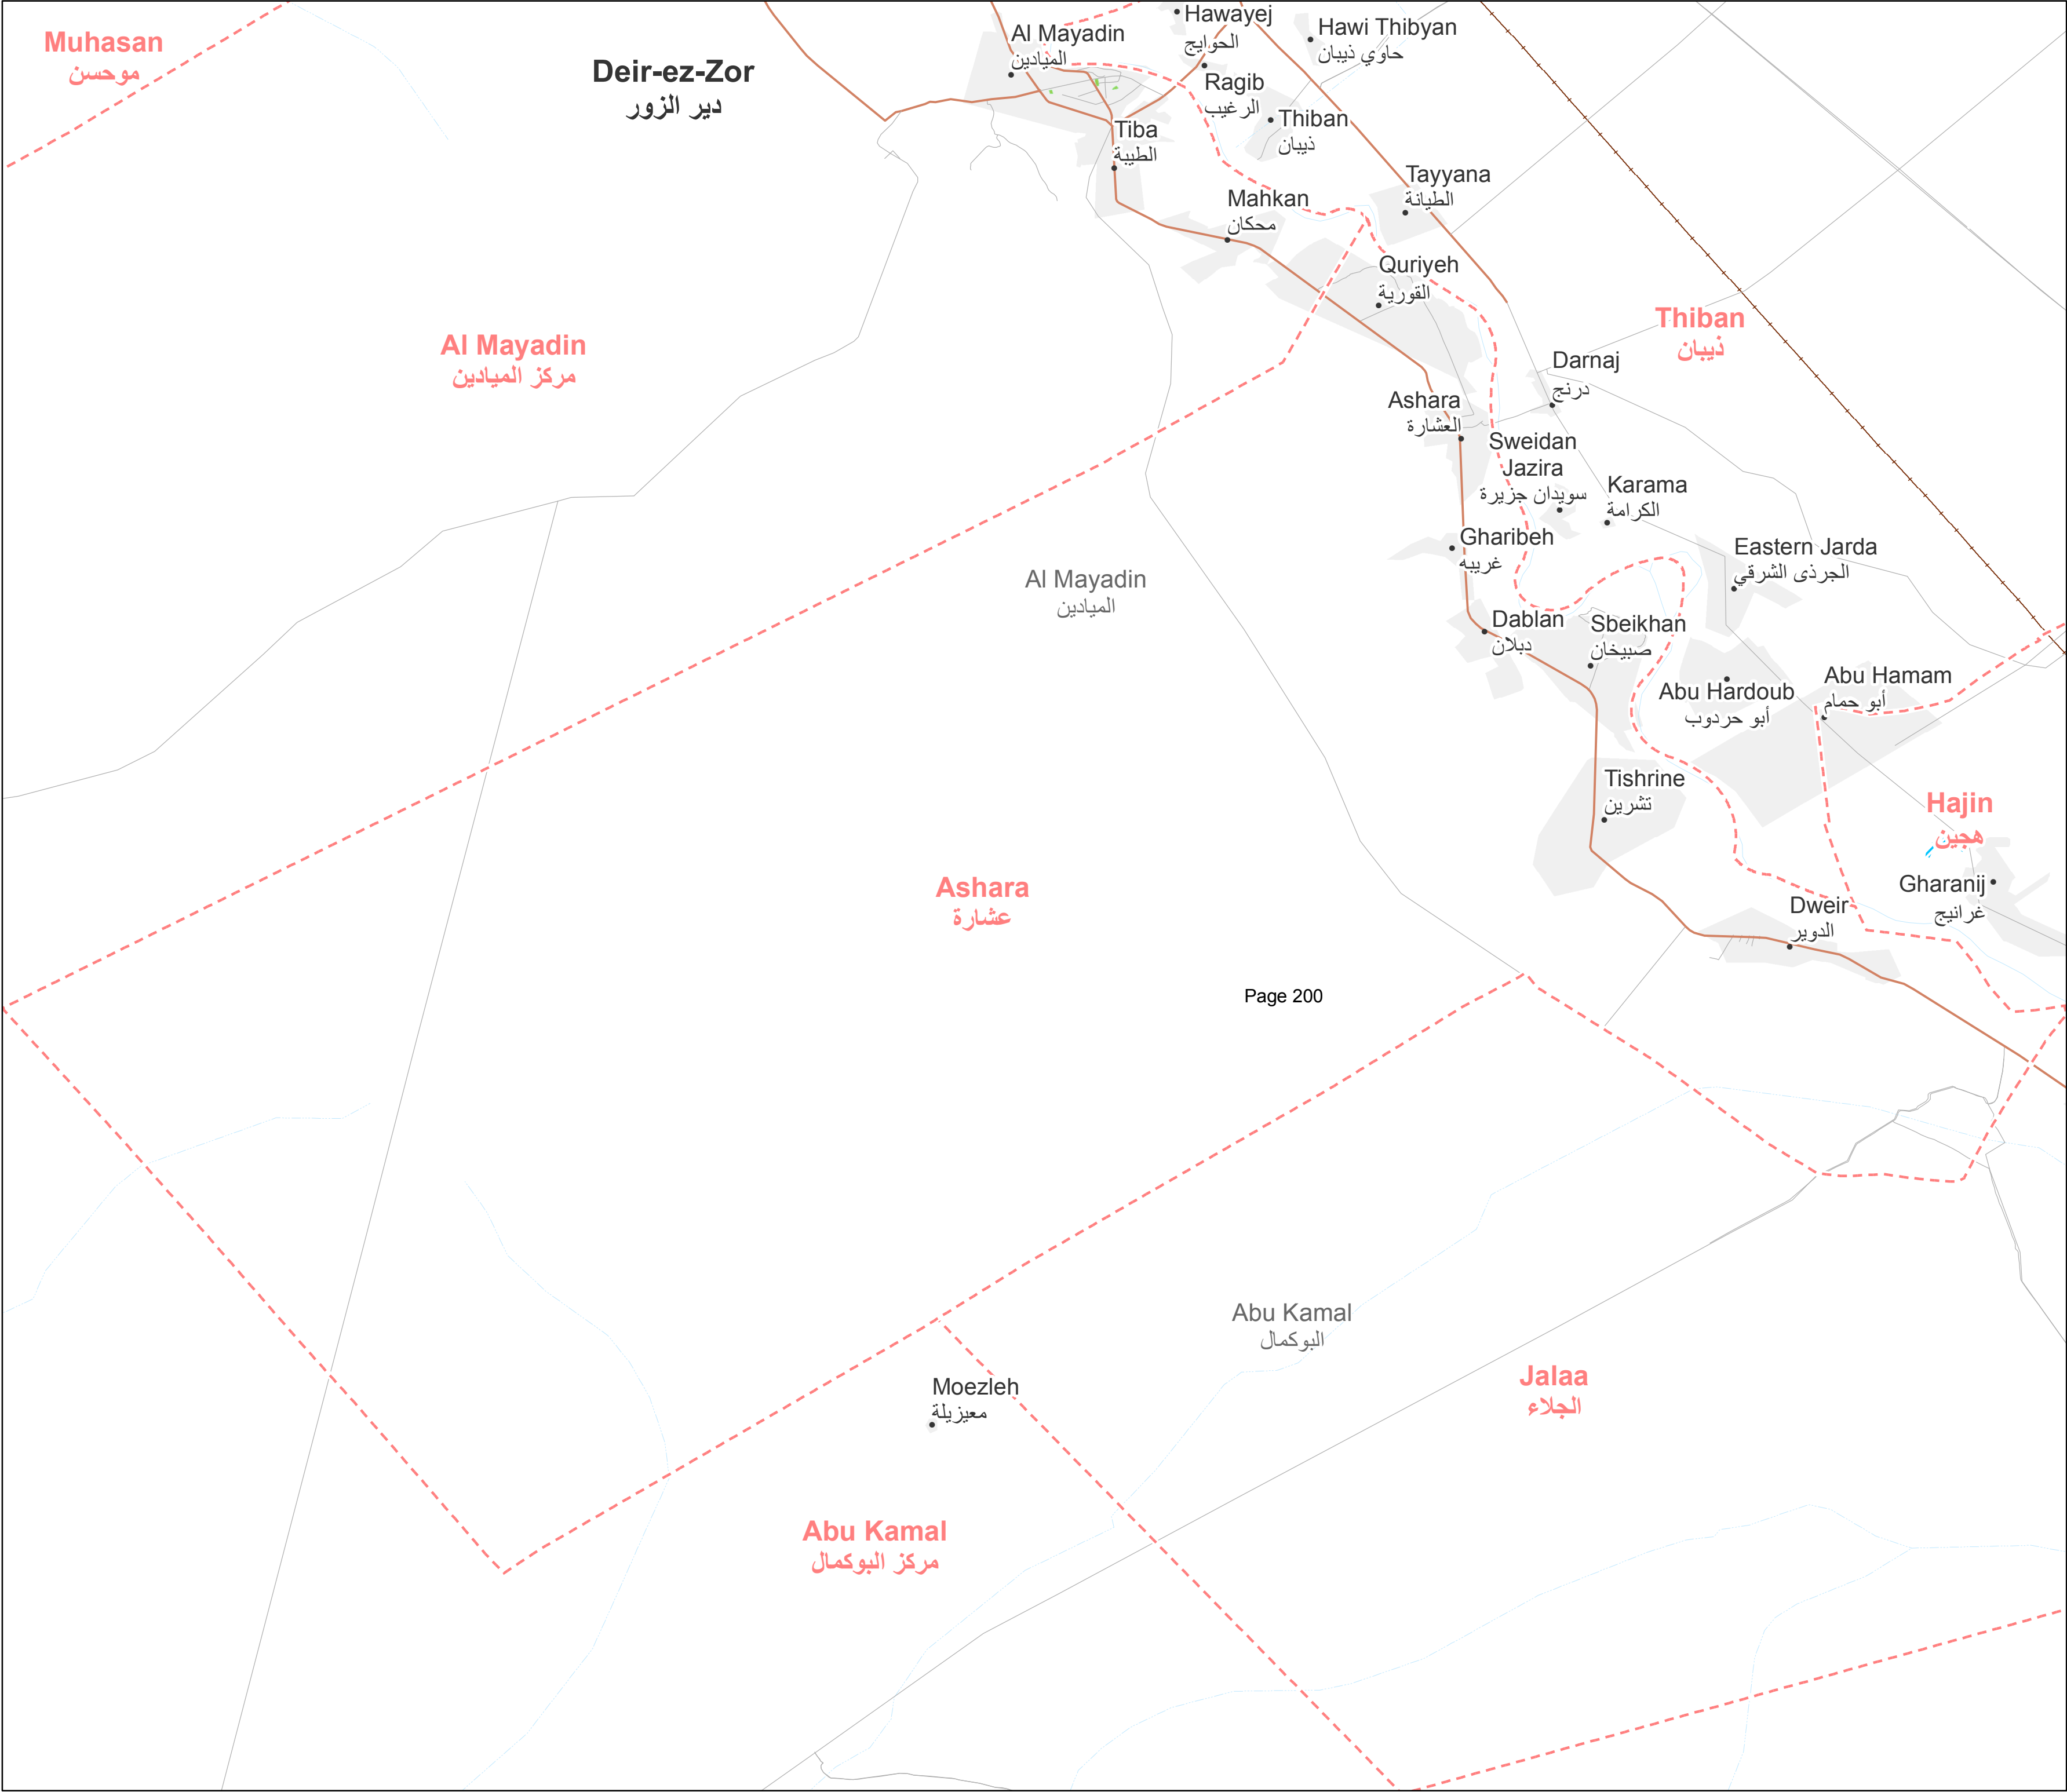 Muhasan
موحسن
Deir-ez-Zor
دير الزور
Al Mayadin
الميادين
Hawayej
الحوايج
Hawi Thibyan
حاوي ذيبان
Ragib
الرغيب
Thiban
ذيبان
Tiba
الطيبة
Tayyana
الطيانة
Mahkan
محكان
Quriyeh
القورية
Thiban
ذيبان
Al Mayadin
مركز الميادين
Darnaj
درنج
Ashara
العشارة
Sweidan
Jazira
سويدان جزيرة
Karama
الكرامة
Gharibeh
غريبه
Eastern Jarda
الجرذى الشرقي
Al Mayadin
الميادين
Dablan
دبلان
Sbeikhan
صبيخان
Abu Hardoub
أبو حردوب
Abu Hamam
أبو حمام
Tishrine
تشرين
Hajin
هجين
Ashara
عشارة
Gharanij
غرانيج
Dweir
الدوير
Page 200
Abu Kamal
البوكمال
Jalaa
الجلاء
Moezleh
معيزيلة
Abu Kamal
مركز البوكمال